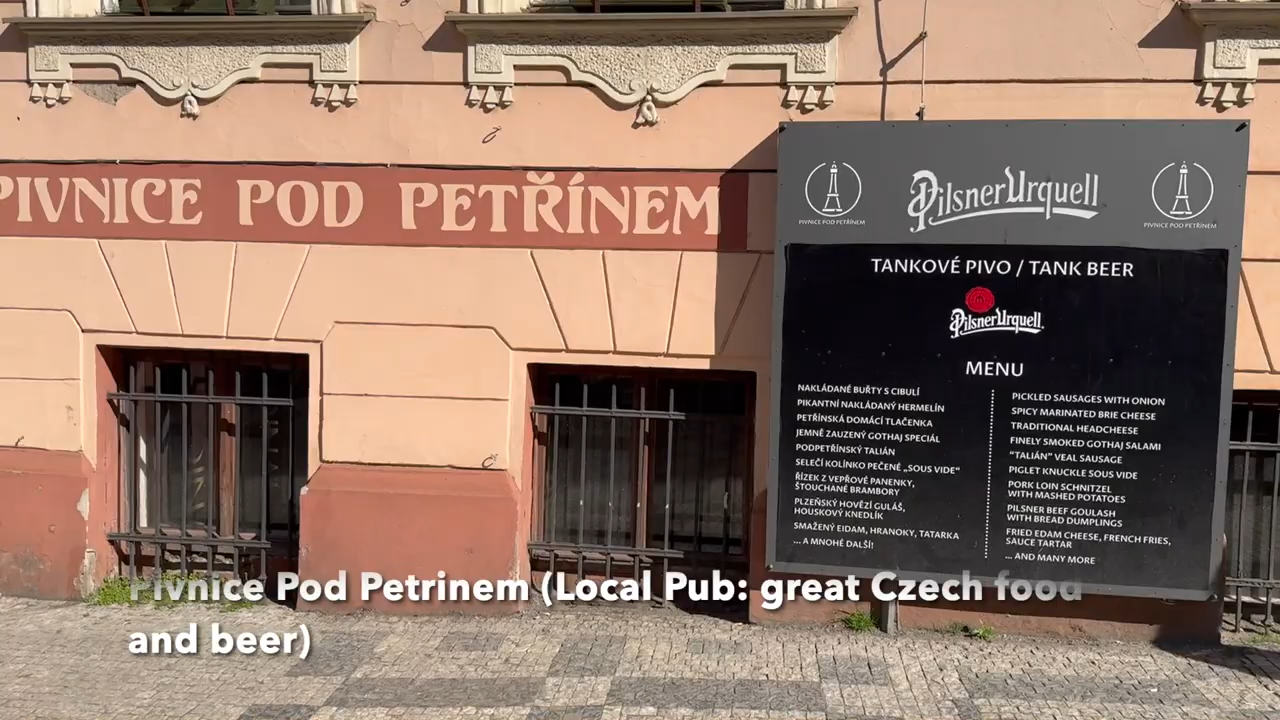 PIVNICE POD PETŘÍNEM
PIVNICE POD PETŘÍNEM
Pilsner Urquell
PIVNICE POD PETŘÍNEM
TANKOVÉ PIVO / TANK BEER
Pilsner Urquell
MENU
NAKLÁDANÉ BUŘTY S CIBULÍ
PIKANTNÍ NAKLÁDANÝ HERMELÍN
PETŘÍNSKÁ DOMÁCÍ TLAČENKA
JEMNĚ ZAUZENÝ GOTHAJ SPECIÁL
PODPETŘÍNSKÝ TALIÁN
SELEČÍ KOLÍNKO PEČENÉ „SOUS VIDE“
ŘÍZEK Z VEPŘOVÉ PANENKY,
ŠTOUCHANÉ BRAMBORY
PLZEŇSKÝ HOVĚZÍ GULÁŠ,
HOUSKOVÝ KNEDLÍK
SMAŽENÝ EIDAM, HRANOKY, TATARKA
... A MNOHÉ DALŠÍ!
PICKLED SAUSAGES WITH ONION
SPICY MARINATED BRIE CHEESE
TRADITIONAL HEADCHEESE
FINELY SMOKED GOTHAJ SALAMI
“TALIÁN” VEAL SAUSAGE
PIGLET KNUCKLE SOUS VIDE
PORK LOIN SCHNITZEL
WITH MASHED POTATOES
PILSNER BEEF GOULASH
WITH BREAD DUMPLINGS
FRIED EDAM CHEESE, FRENCH FRIES,
SAUCE TARTAR
... AND MANY MORE
Pivnice Pod Petrinem (Local Pub: great Czech food
and beer)